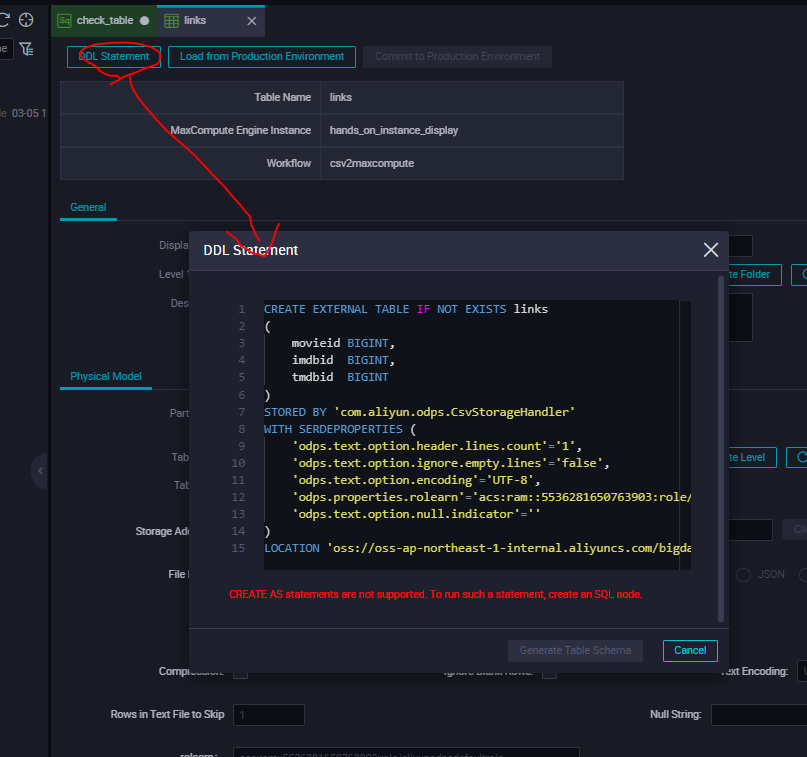 Sq check_table
links
DDL Statement
Load from Production Environment
Commit to Production Environment
03-05 1
Table Name
links
MaxCompute Engine Instance
hands_on_instance_display
Workflow
csv2maxcompute
General
Displa
Level 1
te Folder
Des
DDL Statement
1 CREATE EXTERNAL TABLE IF NOT EXISTS links
2 (
3 movieid BIGINT,
4 imdbid BIGINT,
5 tmdbid BIGINT
6 )
7 STORED BY 'com.aliyun.odps.CsvStorageHandler'
8 WITH SERDEPROPERTIES (
9 'odps.text.option.header.lines.count'='1',
10 'odps.text.option.ignore.empty.lines'='false',
11 'odps.text.option.encoding'='UTF-8',
12 'odps.properties.rolearn'='acs:ram::5536281650763903:role/
13 'odps.text.option.null.indicator'=''
14 )
15 LOCATION 'oss://oss-ap-northeast-1-internal.aliyuncs.com/bigda
CREATE AS statements are not supported. To run such a statement, create an SQL node.
Generate Table Schema
Cancel
Physical Model
Part
Tab
te Level
Tab
Storage Add
Cli
File
JSON
Compression:
Ignore Blank Rows:
Text Encoding:
Rows in Text File to Skip
1
Null String:
rolearn: